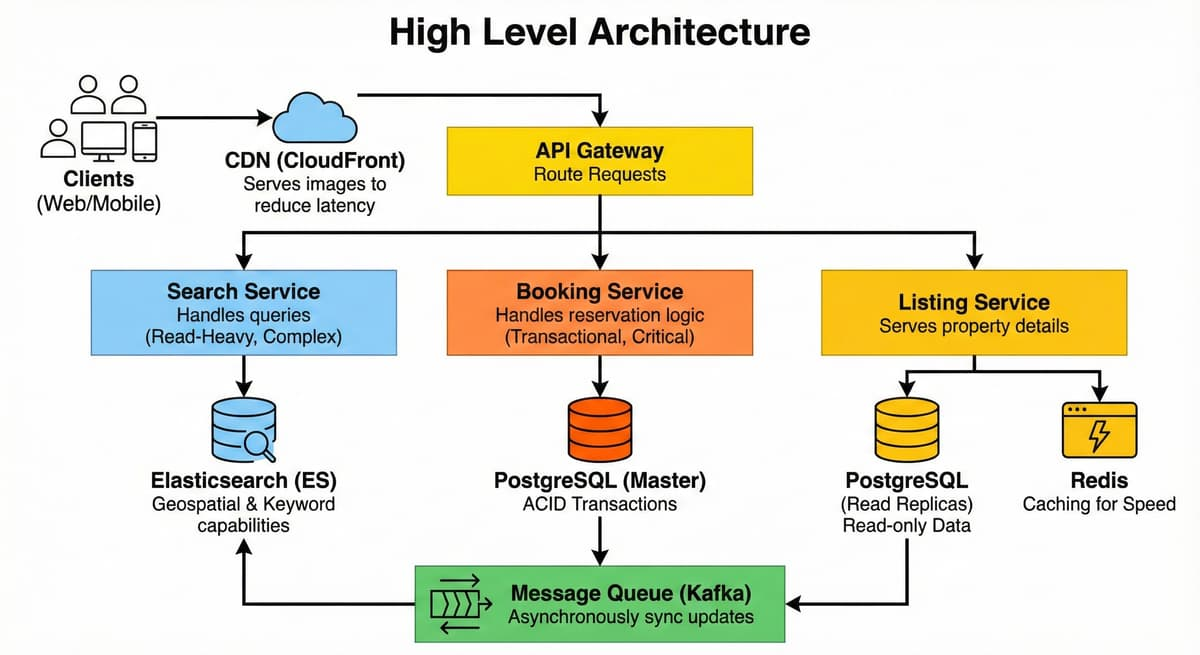 High Level Architecture
Clients
(Web/Mobile)
CDN (CloudFront)
Serves images to
reduce latency
API Gateway
Route Requests
Search Service
Handles queries
(Read-Heavy, Complex)
Booking Service
Handles reservation logic
(Transactional, Critical)
Listing Service
Serves property details
Elasticsearch (ES)
Geospatial & Keyword
capabilities
PostgreSQL (Master)
ACID Transactions
PostgreSQL
(Read Replicas)
Read-only Data
Redis
Caching for Speed
Message Queue (Kafka)
Asynchronously sync updates